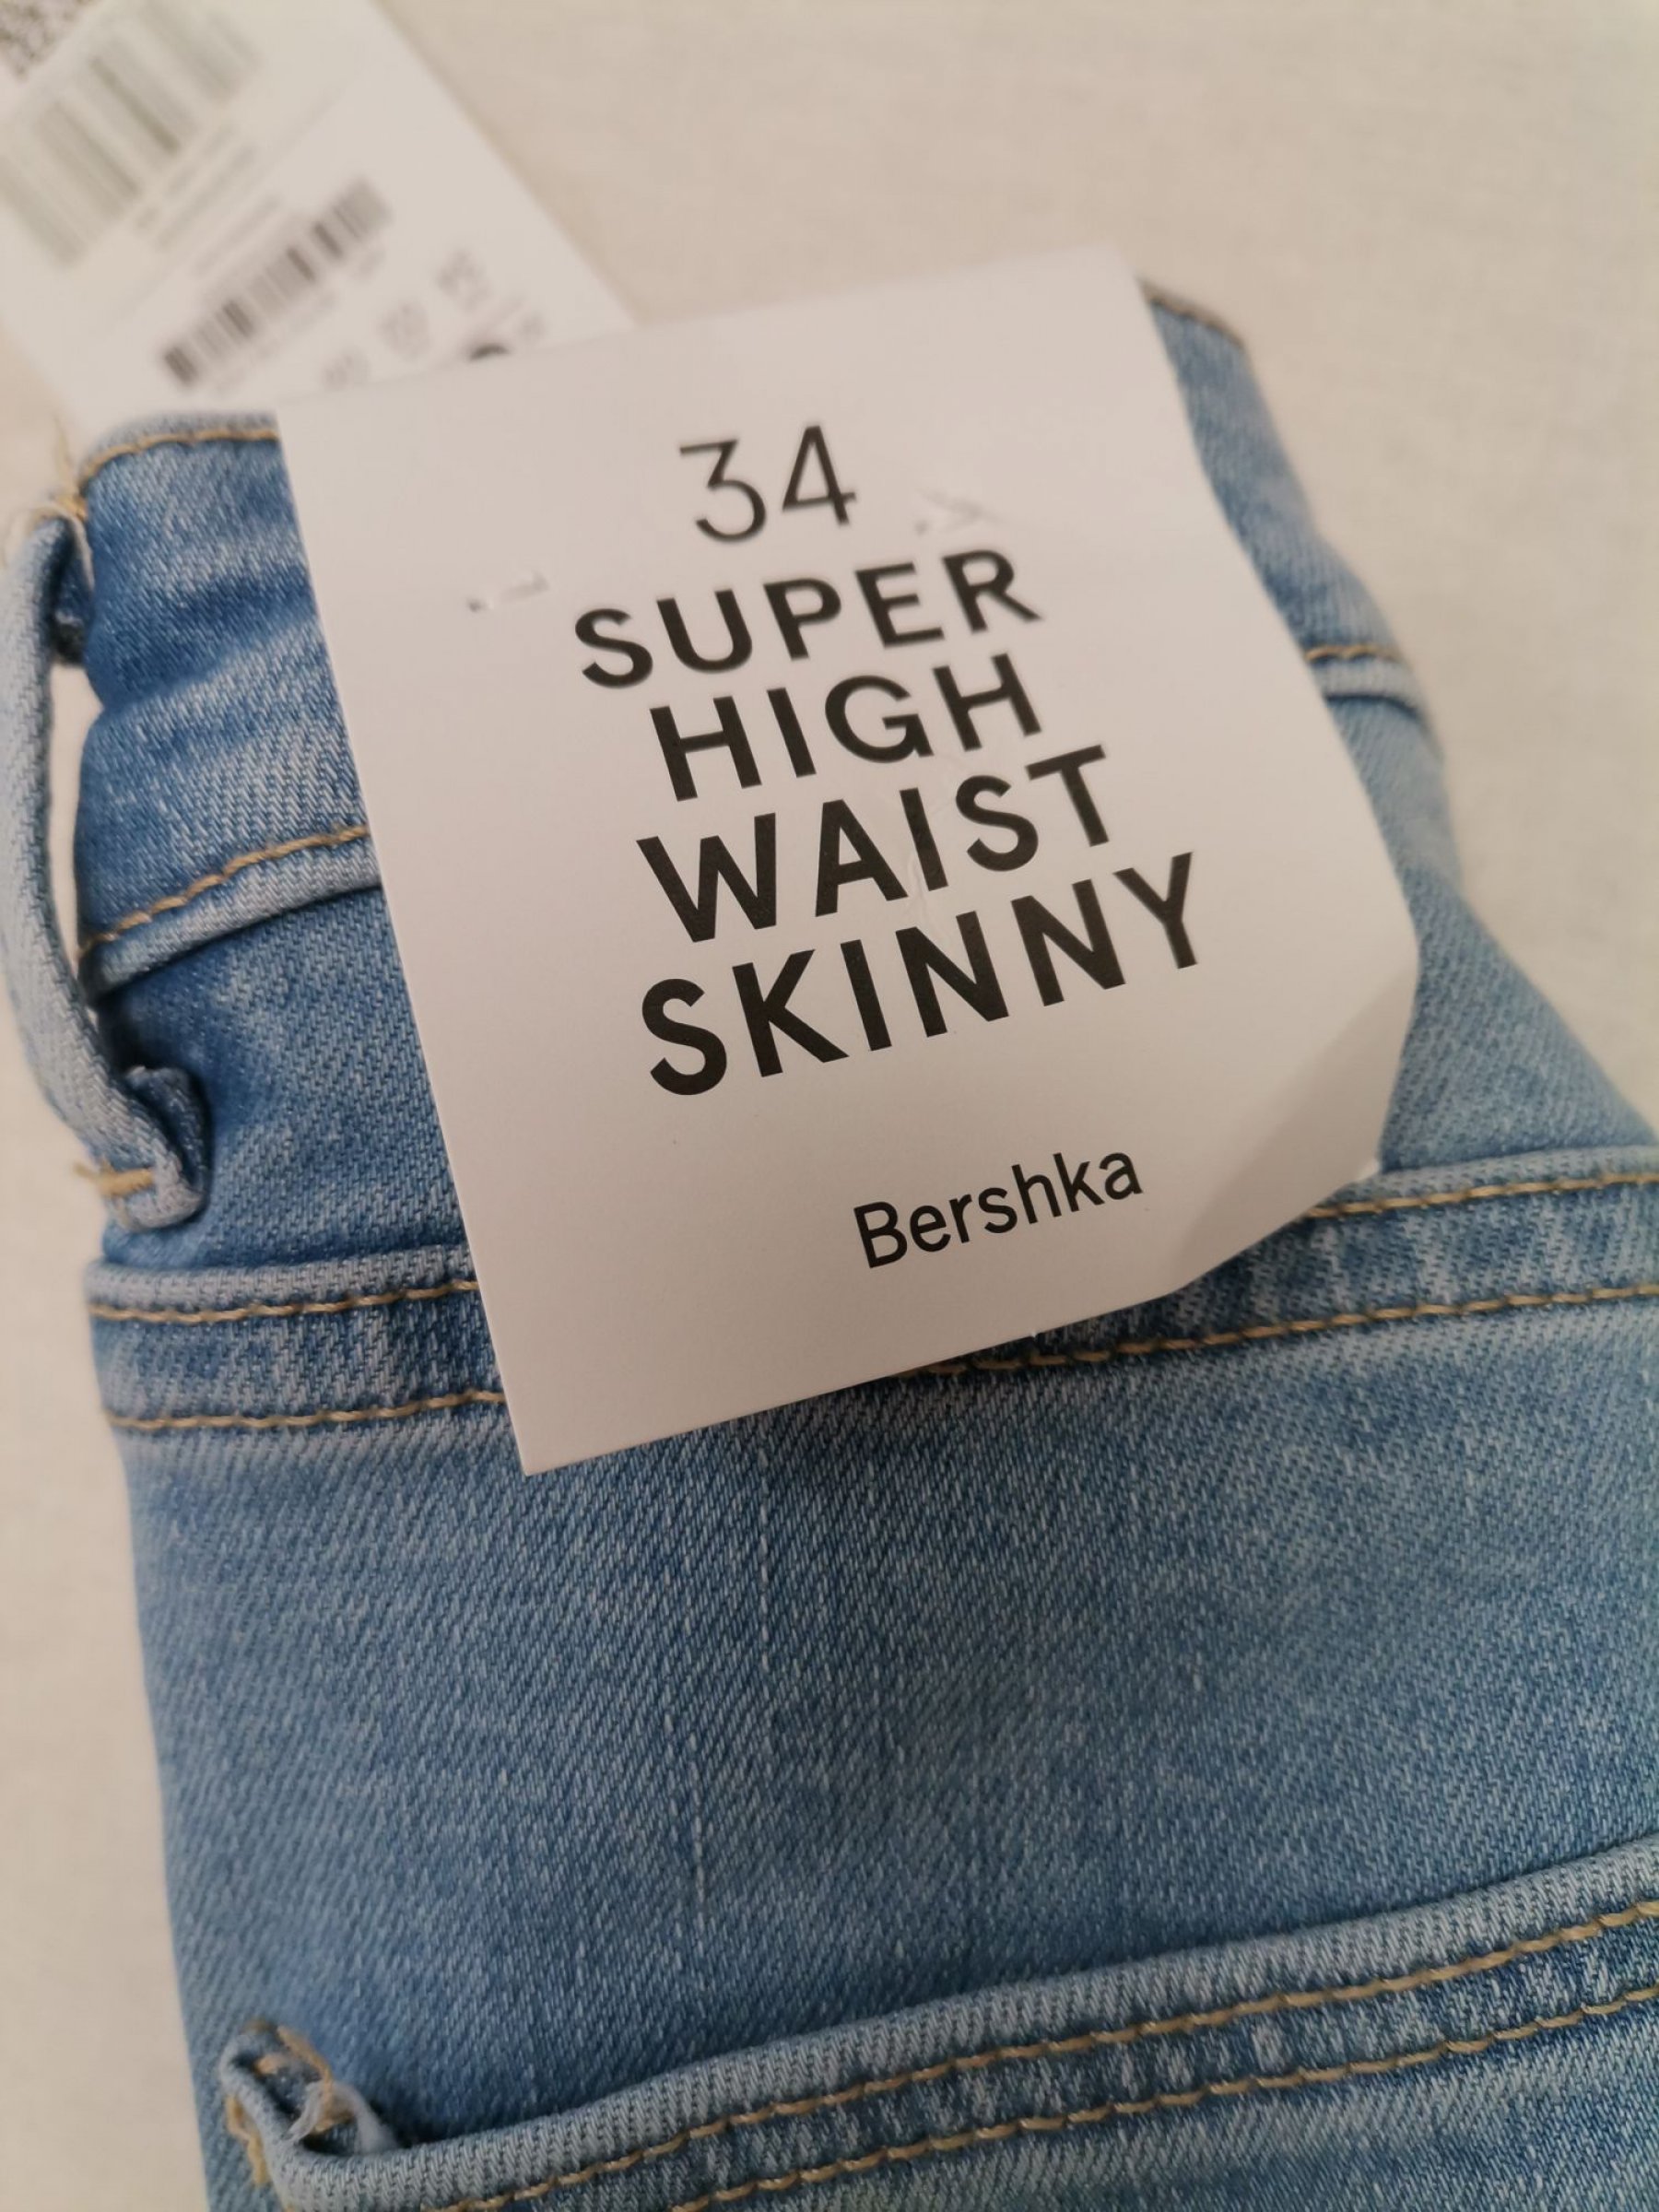 34
SUPER
HIGH
WAIST
SKINNY
Bershka